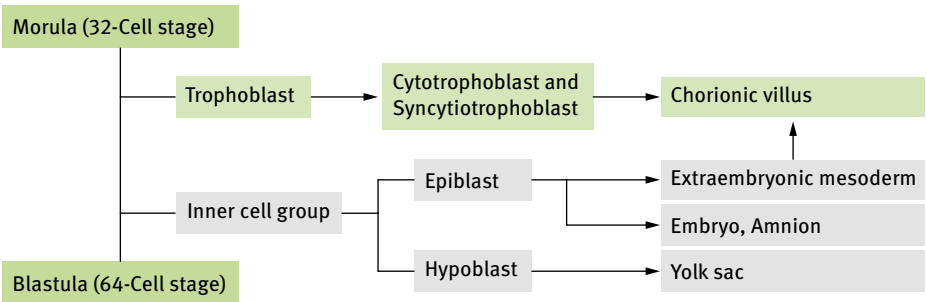 Morula (32-Cell stage)
Trophoblast
Cytotrophoblast and
Syncytiotrophoblast
Chorionic villus
Epiblast
Extraembryonic mesoderm
Inner cell group
Embryo, Amnion
Hypoblast
Yolk sac
Blastula (64-Cell stage)